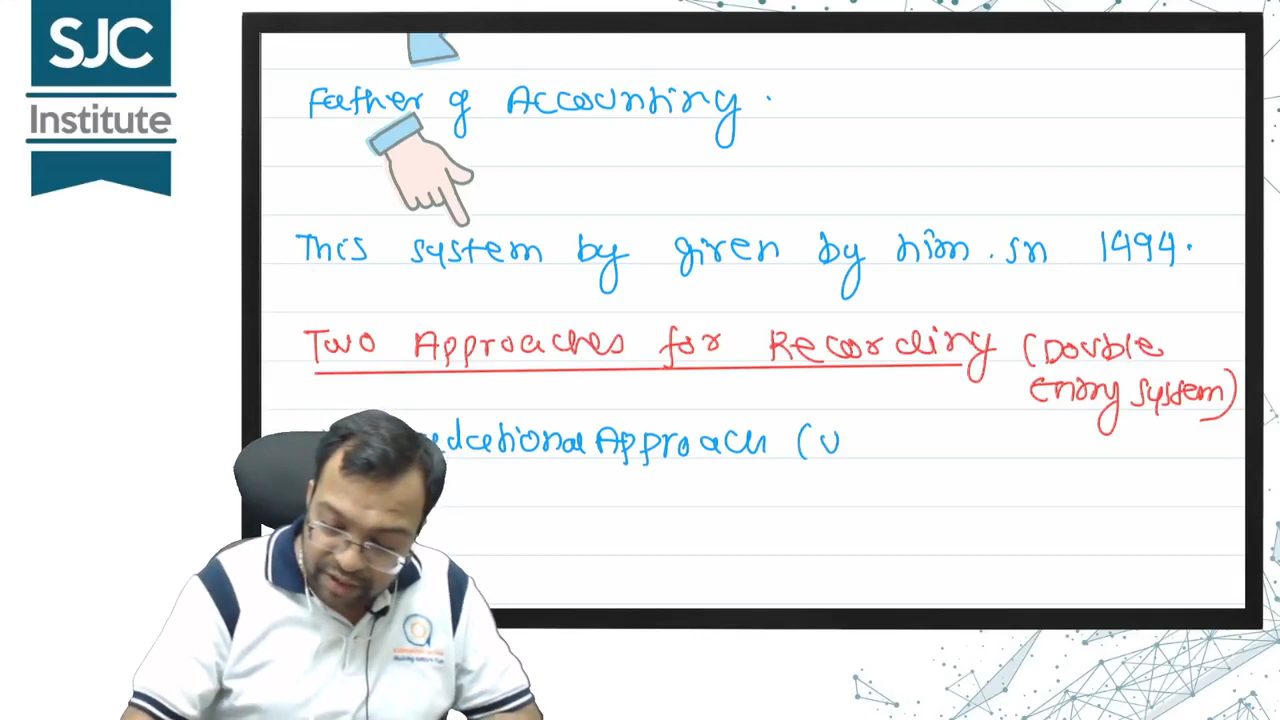 SJC
Institute
Father of Accounting.
This system by given by him. In 1494.
Two Approaches for Recording (Double
Entry system)
Approach (